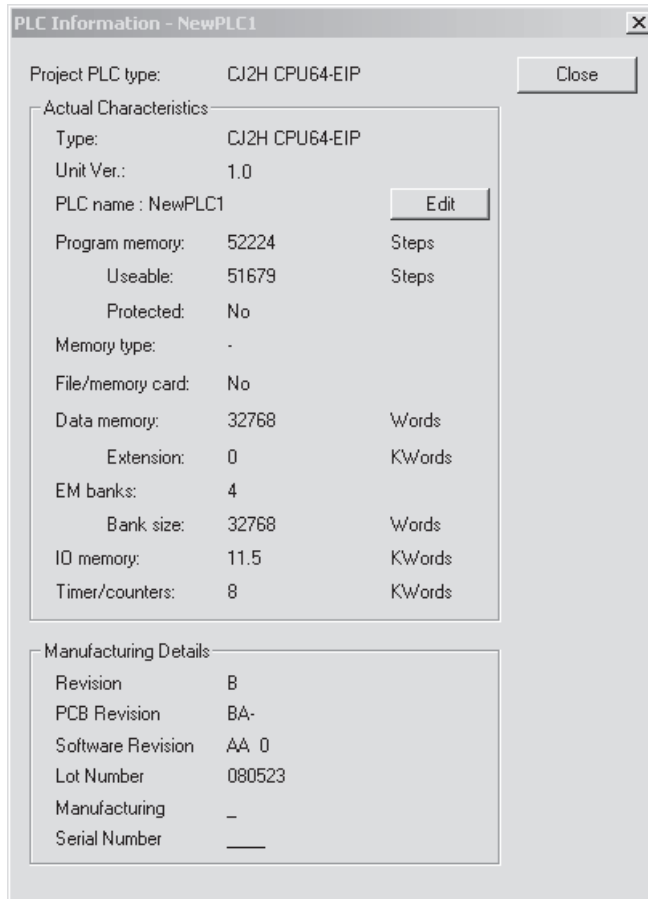 PLC Information - NewPLC1
Project PLC type: CJ2H CPU64-EIP Close
Actual Characteristics
Type: CJ2H CPU64-EIP
Unit Ver.: 1.0
PLC name : NewPLC1 Edit
Program memory: 52224 Steps
Useable: 51679 Steps
Protected: No
Memory type: -
File/memory card: No
Data memory: 32768 Words
Extension: 0 KWords
EM banks: 4
Bank size: 32768 Words
IO memory: 11.5 KWords
Timer/counters: 8 KWords
Manufacturing Details
Revision B
PCB Revision BA-
Software Revision AA 0
Lot Number 080523
Manufacturing _
Serial Number ____